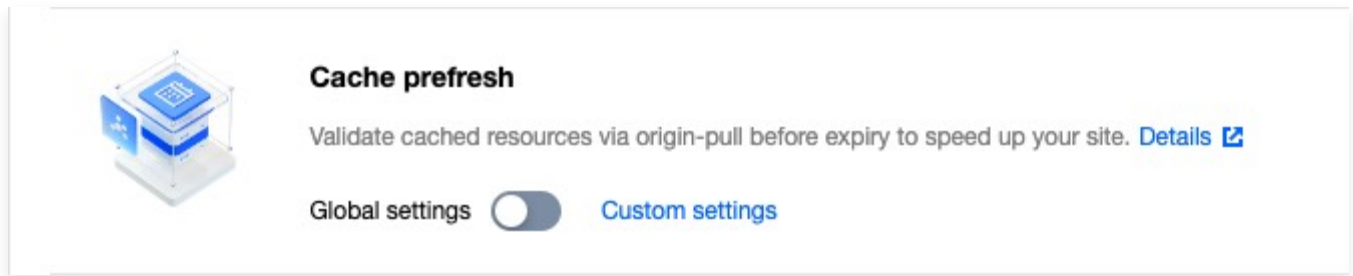 Cache prefresh
Validate cached resources via origin-pull before expiry to speed up your site. Details
Global settings Custom settings